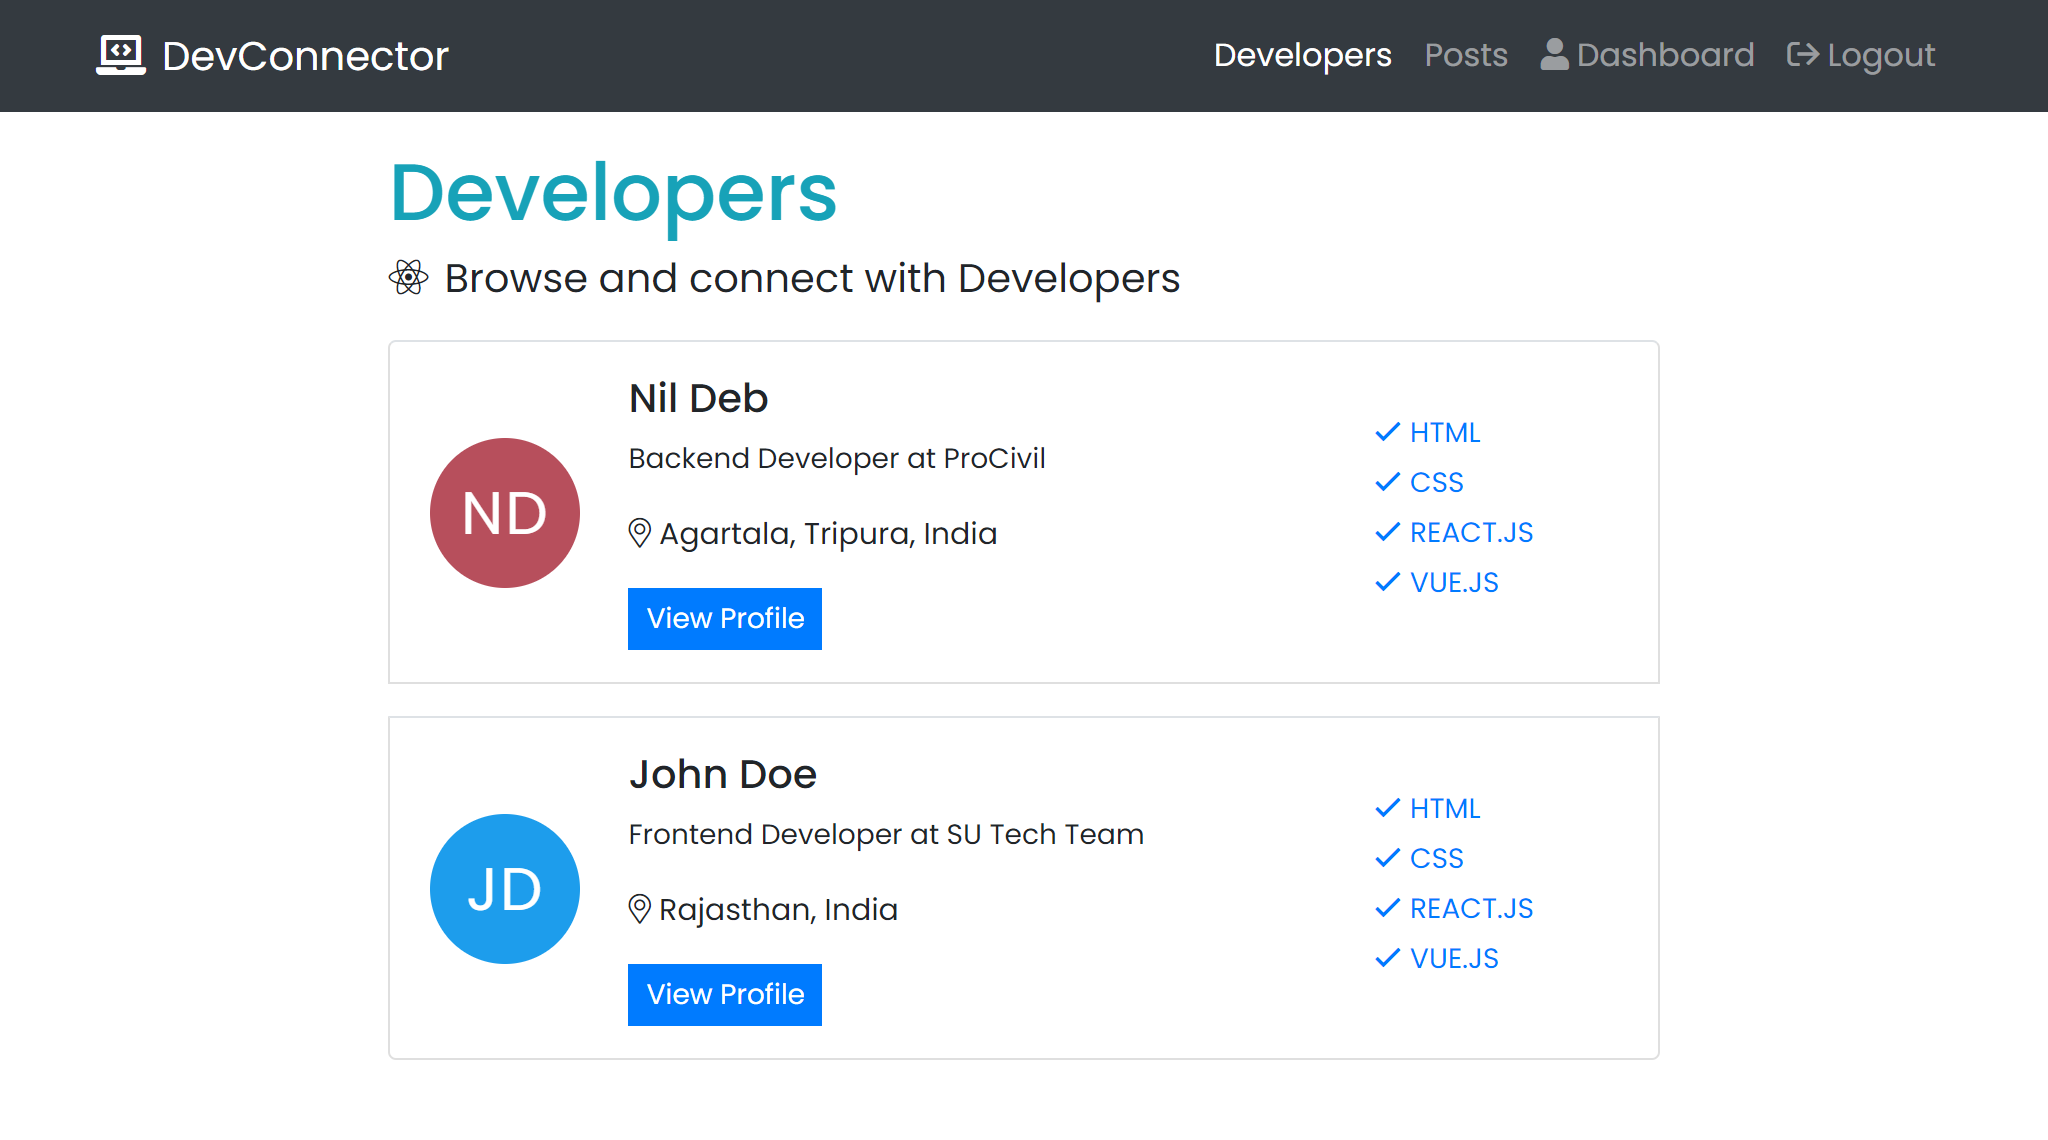 DevConnector
Developers
Posts
Dashboard
Logout
Developers
Browse and connect with Developers
ND
Nil Deb
Backend Developer at ProCivil
Agartala, Tripura, India
View Profile
HTML
CSS
REACT.JS
VUE.JS
JD
John Doe
Frontend Developer at SU Tech Team
Rajasthan, India
View Profile
HTML
CSS
REACT.JS
VUE.JS